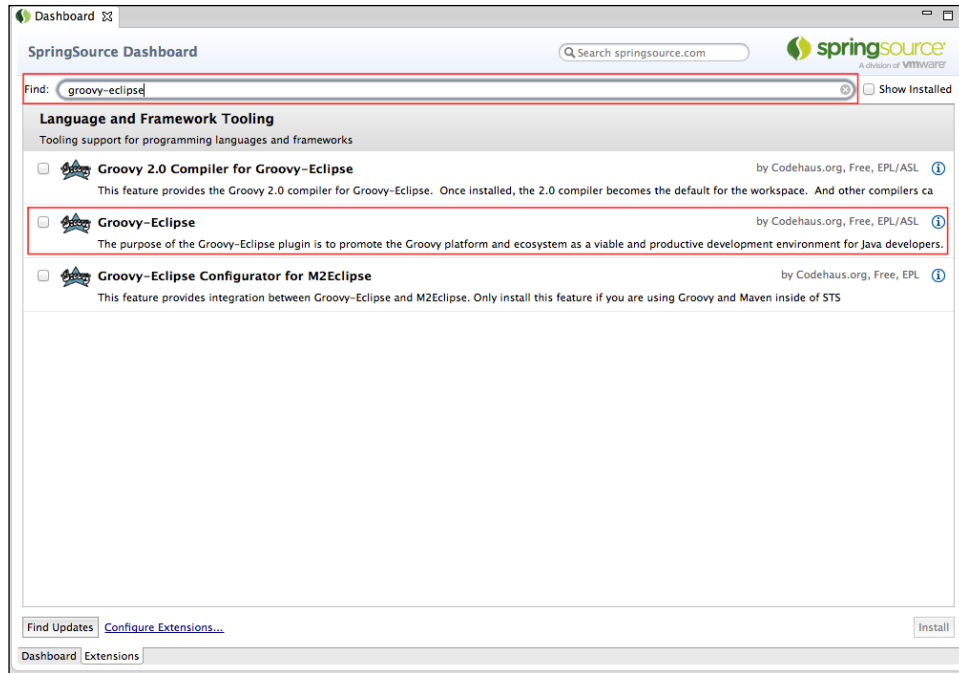 Dashboard
SpringSource Dashboard
Search springsource.com
springsource
A division of vmware
Find: groovy-eclipse
Show Installed
Language and Framework Tooling
Tooling support for programming languages and frameworks
Groovy 2.0 Compiler for Groovy-Eclipse
by Codehaus.org, Free, EPL/ASL
This feature provides the Groovy 2.0 compiler for Groovy-Eclipse. Once installed, the 2.0 compiler becomes the default for the workspace. And other compilers ca
Groovy-Eclipse
by Codehaus.org, Free, EPL/ASL
The purpose of the Groovy-Eclipse plugin is to promote the Groovy platform and ecosystem as a viable and productive development environment for Java developers.
Groovy-Eclipse Configurator for M2Eclipse
by Codehaus.org, Free, EPL
This feature provides integration between Groovy-Eclipse and M2Eclipse. Only install this feature if you are using Groovy and Maven inside of STS
Find Updates
Configure Extensions...
Install
Dashboard
Extensions